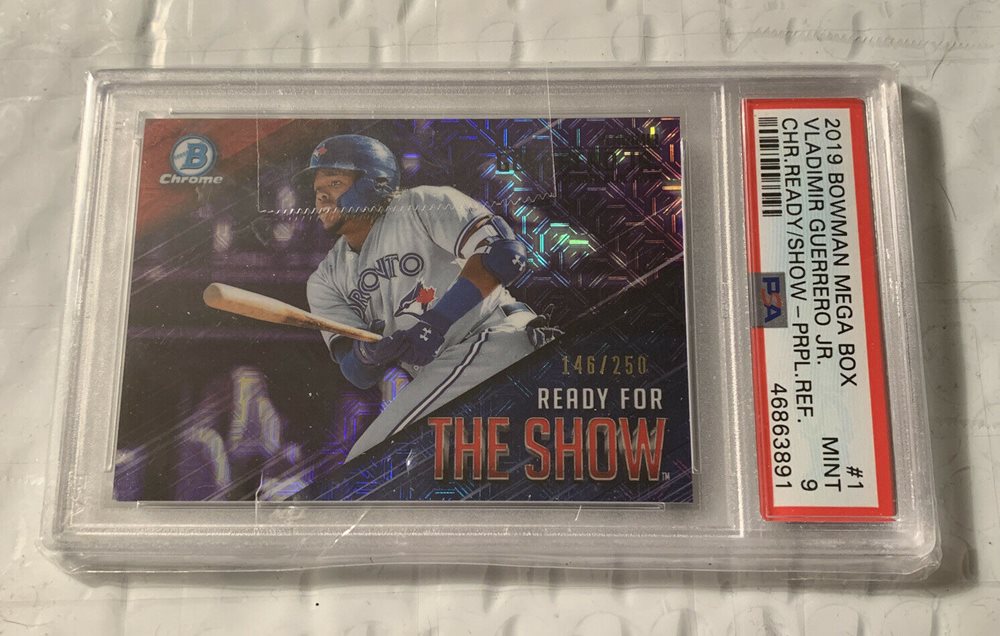 B
Chrome
TORONTO
146/250
READY FOR
THE SHOW™
2019 BOWMAN MEGA BOX #1
VLADIMIR GUERRERO JR. MINT
CHR.READY/SHOW - PRPL.REF. 9
46863891
PSA